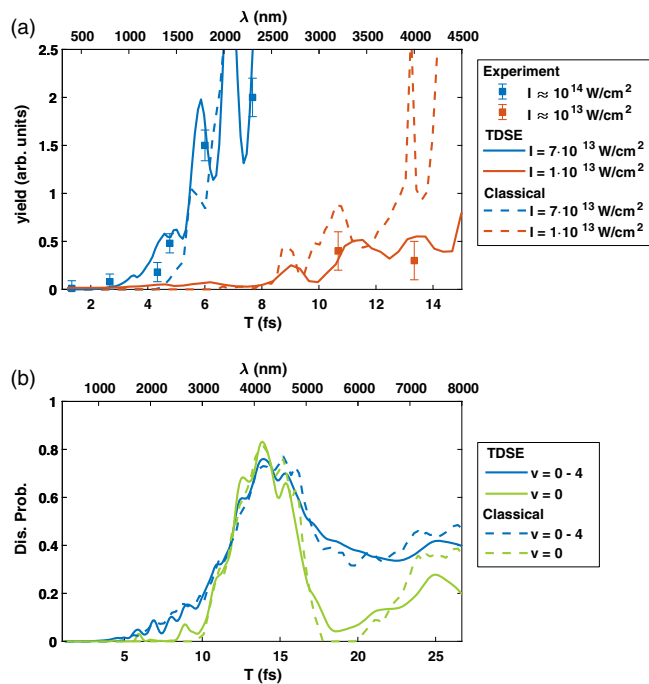 (a)
λ (nm)
500 1000 1500 2000 2500 3000 3500 4000 4500
yield (arb. units)
2.5
2
1.5
1
0.5
0
2 4 6 8 10 12 14
T (fs)
Experiment
I ≈ 10^14 W/cm^2
I ≈ 10^13 W/cm^2
TDSE
I = 7·10^13 W/cm^2
I = 1·10^13 W/cm^2
Classical
I = 7·10^13 W/cm^2
I = 1·10^13 W/cm^2
(b)
λ (nm)
1000 2000 3000 4000 5000 6000 7000 8000
Dis. Prob.
1
0.8
0.6
0.4
0.2
0
5 10 15 20 25
T (fs)
TDSE
v = 0 - 4
v = 0
Classical
v = 0 - 4
v = 0